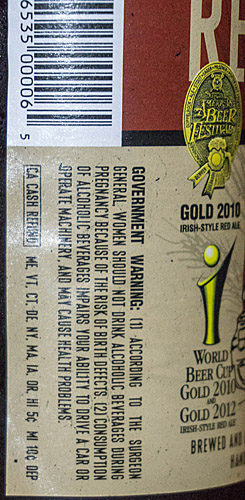 6535 00006 5
RE
BEER
FESTIVAL
GOLD 2010
IRISH-STYLE RED ALE
WORLD
BEER CUP
GOLD 2010
AND
GOLD 2012
IRISH-STYLE RED ALE
BREWED AND
GOVERNMENT WARNING: (1) ACCORDING TO THE SURGEON
GENERAL, WOMEN SHOULD NOT DRINK ALCOHOLIC BEVERAGES DURING
PREGNANCY BECAUSE OF THE RISK OF BIRTH DEFECTS. (2) CONSUMPTION
OF ALCOHOLIC BEVERAGES IMPAIRS YOUR ABILITY TO DRIVE A CAR OR
OPERATE MACHINERY, AND MAY CAUSE HEALTH PROBLEMS.
CA CASH REFUND ME, VT, CT, DE, NY, MA, IA, OR, HI 5¢ MI 10¢ OÉP